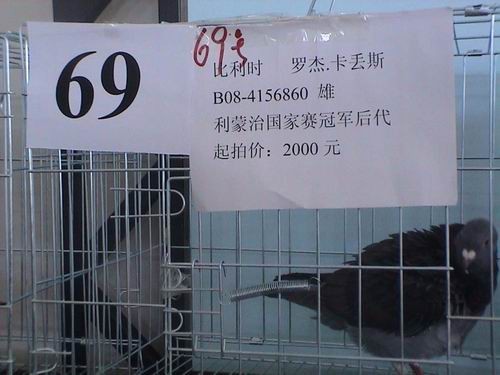 69
69号
比利时 罗杰.卡丢斯
B08-4156860 雄
利蒙治国家赛冠军后代
起拍价：2000 元